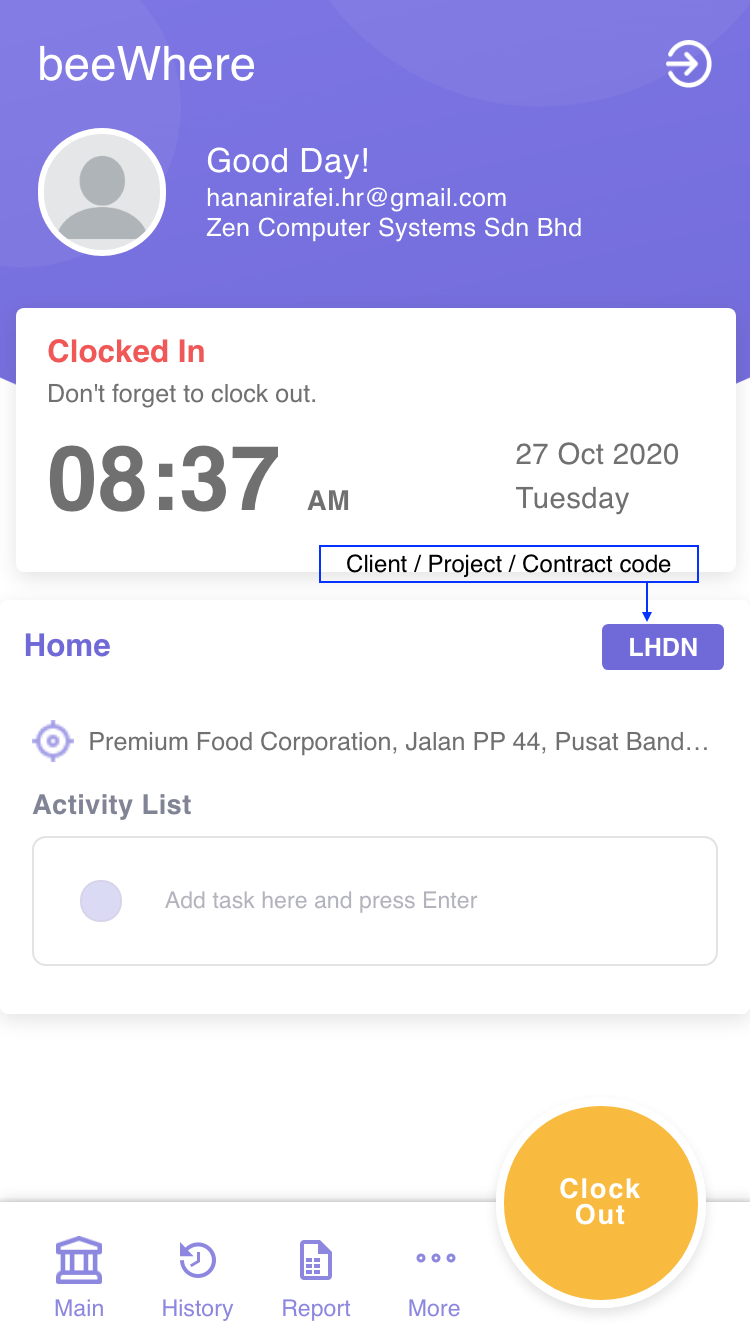 beeWhere
Good Day!
hananirafei.hr@gmail.com
Zen Computer Systems Sdn Bhd
Clocked In
Don't forget to clock out.
08:37 AM
27 Oct 2020
Tuesday
Client / Project / Contract code
Home
LHDN
Premium Food Corporation, Jalan PP 44, Pusat Band...
Activity List
Add task here and press Enter
Clock
Out
Main
History
Report
More